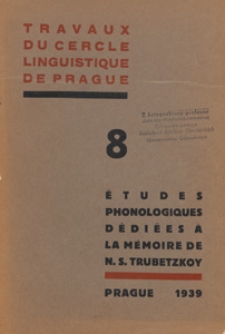 TRAVAUX
DU CERCLE
LINGUISTIQUE
DE PRAGUE
8
ÉTUDES
PHONOLOGIQUES
DÉDIÉES À
LA MÉMOIRE DE
N. S. TRUBETZKOY
PRAGUE 1939